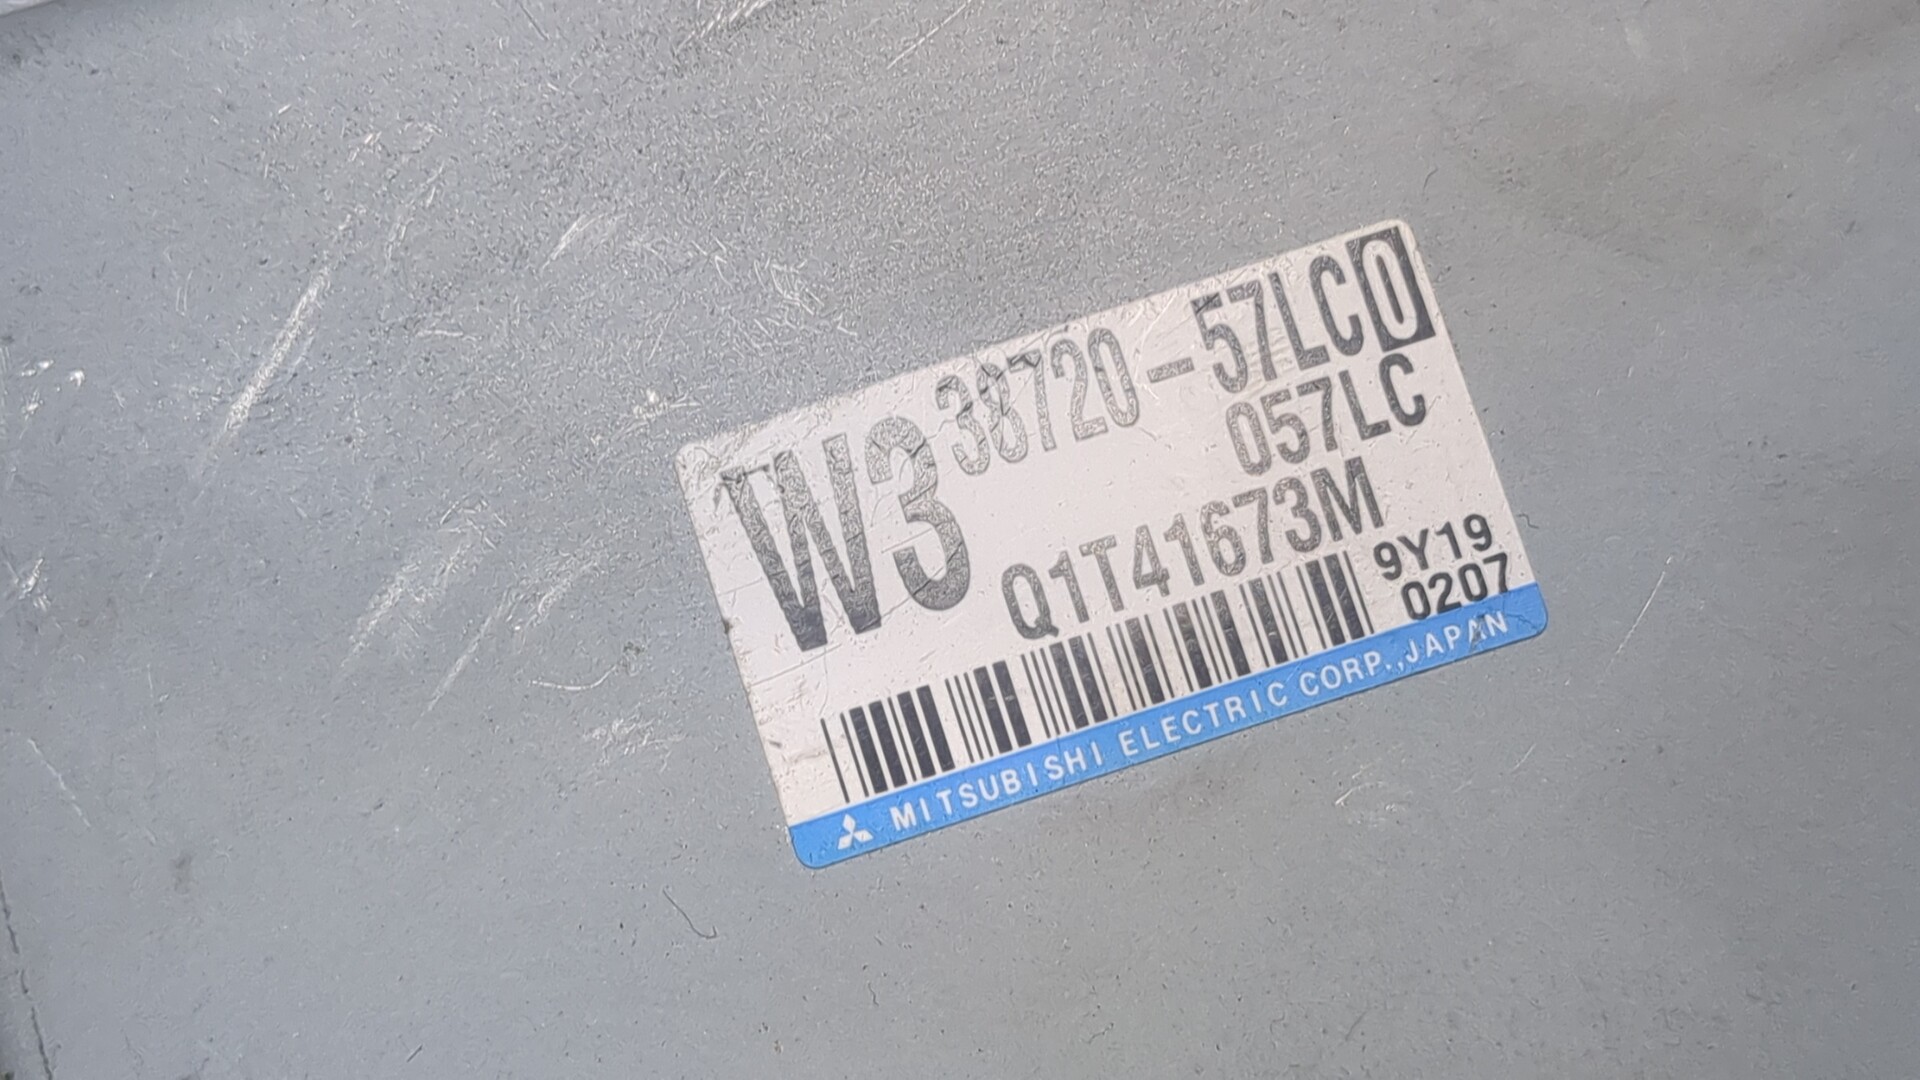 W3 38720-57LC0
057LC
Q1T41673M
9Y19
0207
MITSUBISHI ELECTRIC CORP.,JAPAN